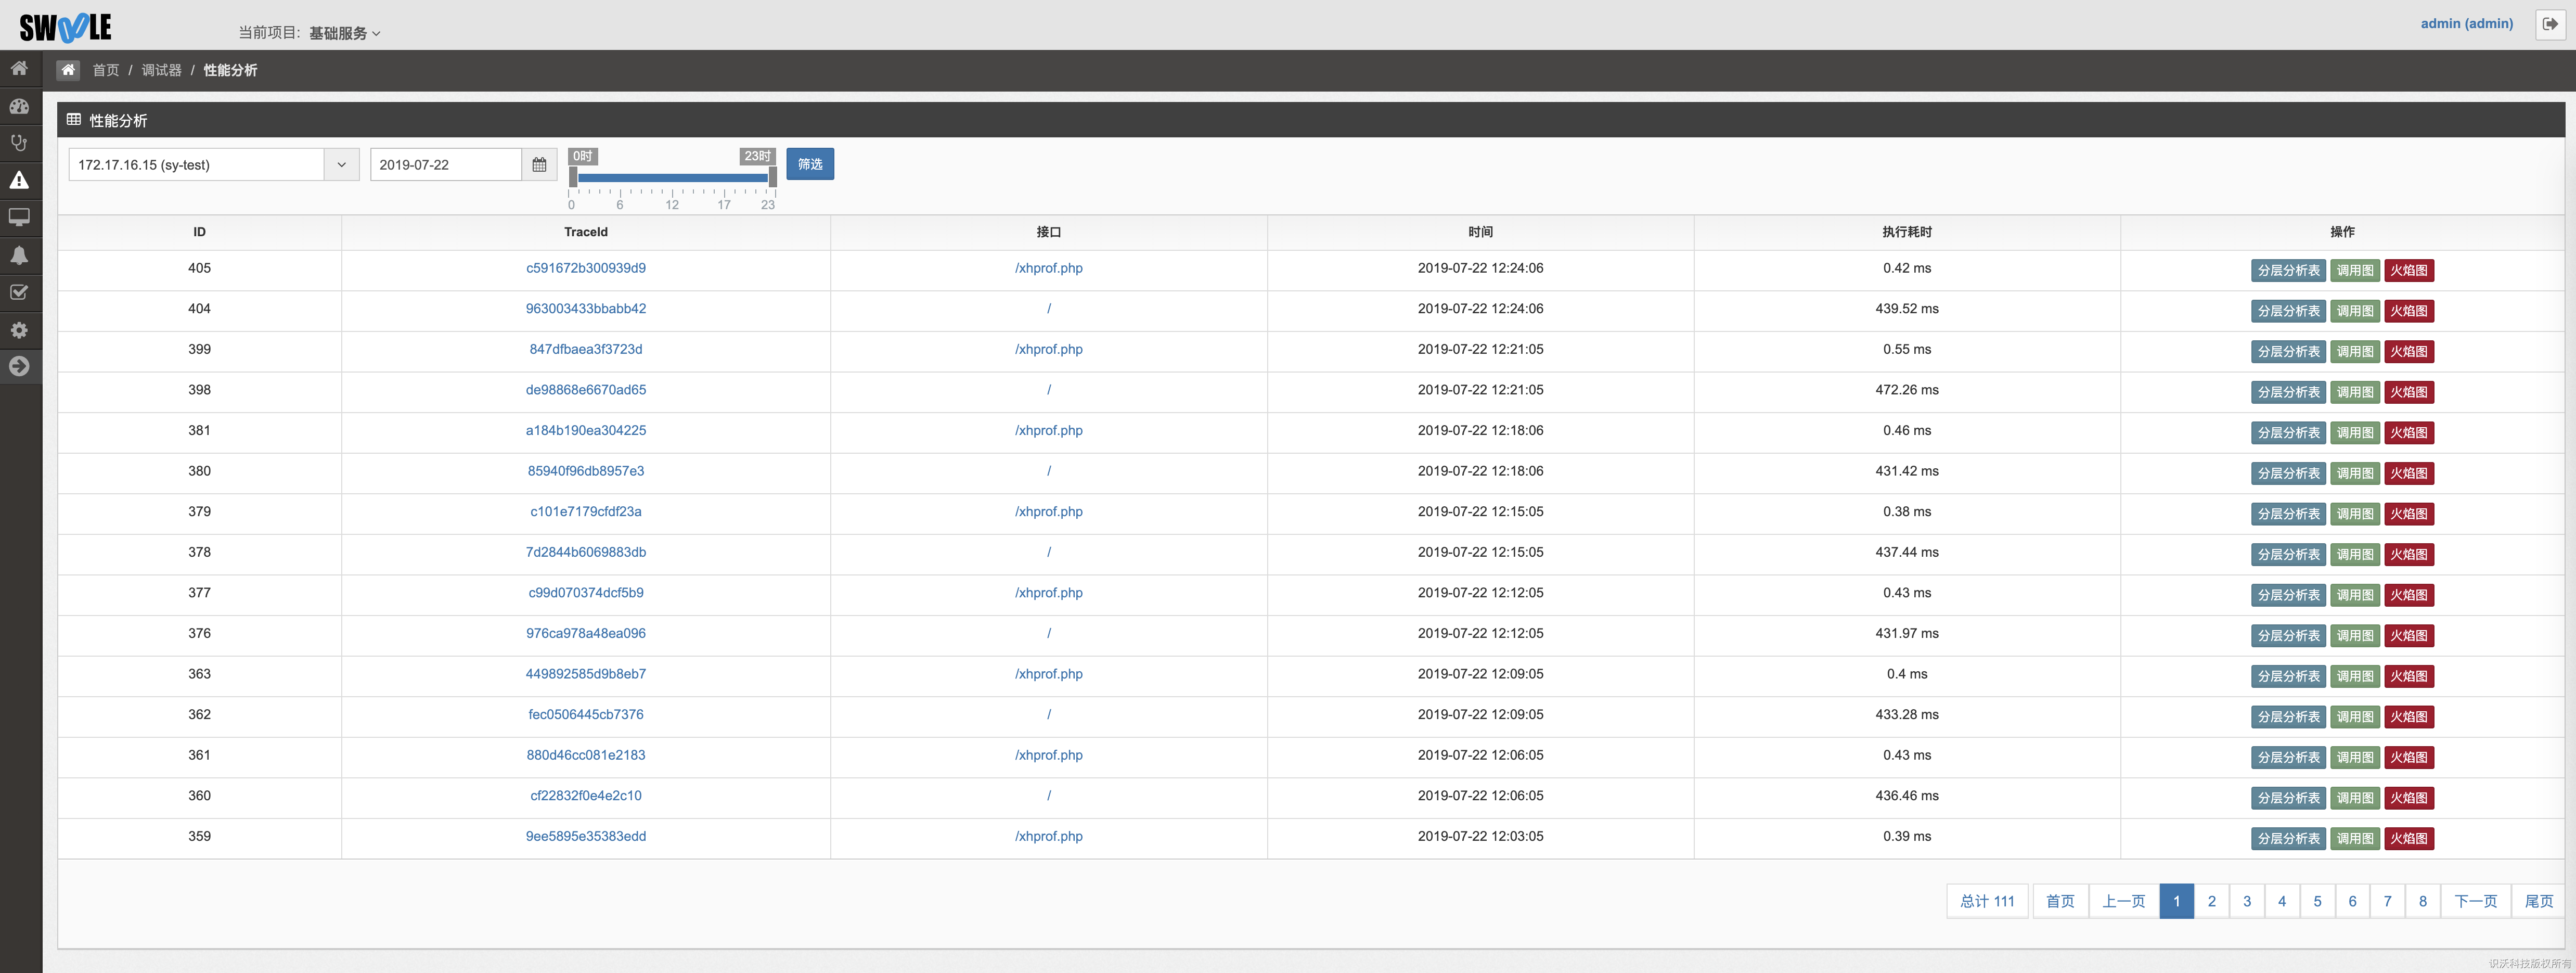 SWOOLE
当前项目: 基础服务
admin (admin)
首页 / 调试器 / 性能分析
性能分析
172.17.16.15 (sy-test)
2019-07-22
0时 23时
筛选
0 6 12 17 23
ID TraceId 接口 时间 执行耗时 操作
405 c591672b300939d9 /xhprof.php 2019-07-22 12:24:06 0.42 ms 分层分析表 调用图 火焰图
404 963003433bbabb42 / 2019-07-22 12:24:06 439.52 ms 分层分析表 调用图 火焰图
399 847dfbaea3f3723d /xhprof.php 2019-07-22 12:21:05 0.55 ms 分层分析表 调用图 火焰图
398 de98868e6670ad65 / 2019-07-22 12:21:05 472.26 ms 分层分析表 调用图 火焰图
381 a184b190ea304225 /xhprof.php 2019-07-22 12:18:06 0.46 ms 分层分析表 调用图 火焰图
380 85940f96db8957e3 / 2019-07-22 12:18:06 431.42 ms 分层分析表 调用图 火焰图
379 c101e7179cfdf23a /xhprof.php 2019-07-22 12:15:05 0.38 ms 分层分析表 调用图 火焰图
378 7d2844b6069883db / 2019-07-22 12:15:05 437.44 ms 分层分析表 调用图 火焰图
377 c99d070374dcf5b9 /xhprof.php 2019-07-22 12:12:05 0.43 ms 分层分析表 调用图 火焰图
376 976ca978a48ea096 / 2019-07-22 12:12:05 431.97 ms 分层分析表 调用图 火焰图
363 449892585d9b8eb7 /xhprof.php 2019-07-22 12:09:05 0.4 ms 分层分析表 调用图 火焰图
362 fec0506445cb7376 / 2019-07-22 12:09:05 433.28 ms 分层分析表 调用图 火焰图
361 880d46cc081e2183 /xhprof.php 2019-07-22 12:06:05 0.43 ms 分层分析表 调用图 火焰图
360 cf22832f0e4e2c10 / 2019-07-22 12:06:05 436.46 ms 分层分析表 调用图 火焰图
359 9ee5895e35383edd /xhprof.php 2019-07-22 12:03:05 0.39 ms 分层分析表 调用图 火焰图
总计 111 首页 上一页 1 2 3 4 5 6 7 8 下一页 尾页
识沃科技版权所有